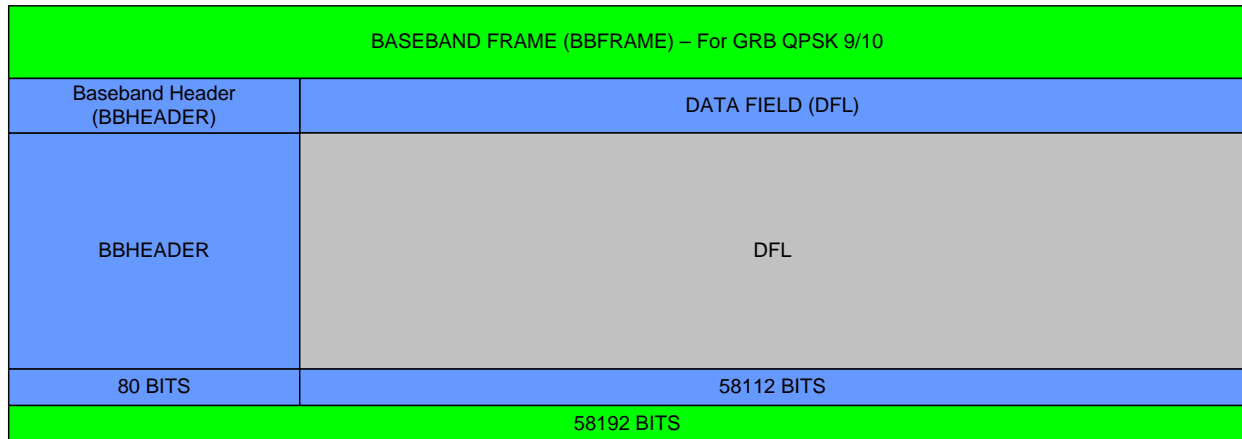 BASEBAND FRAME (BBFRAME) – For GRB QPSK 9/10
Baseband Header
(BBHEADER)
DATA FIELD (DFL)
BBHEADER
DFL
80 BITS
58112 BITS
58192 BITS